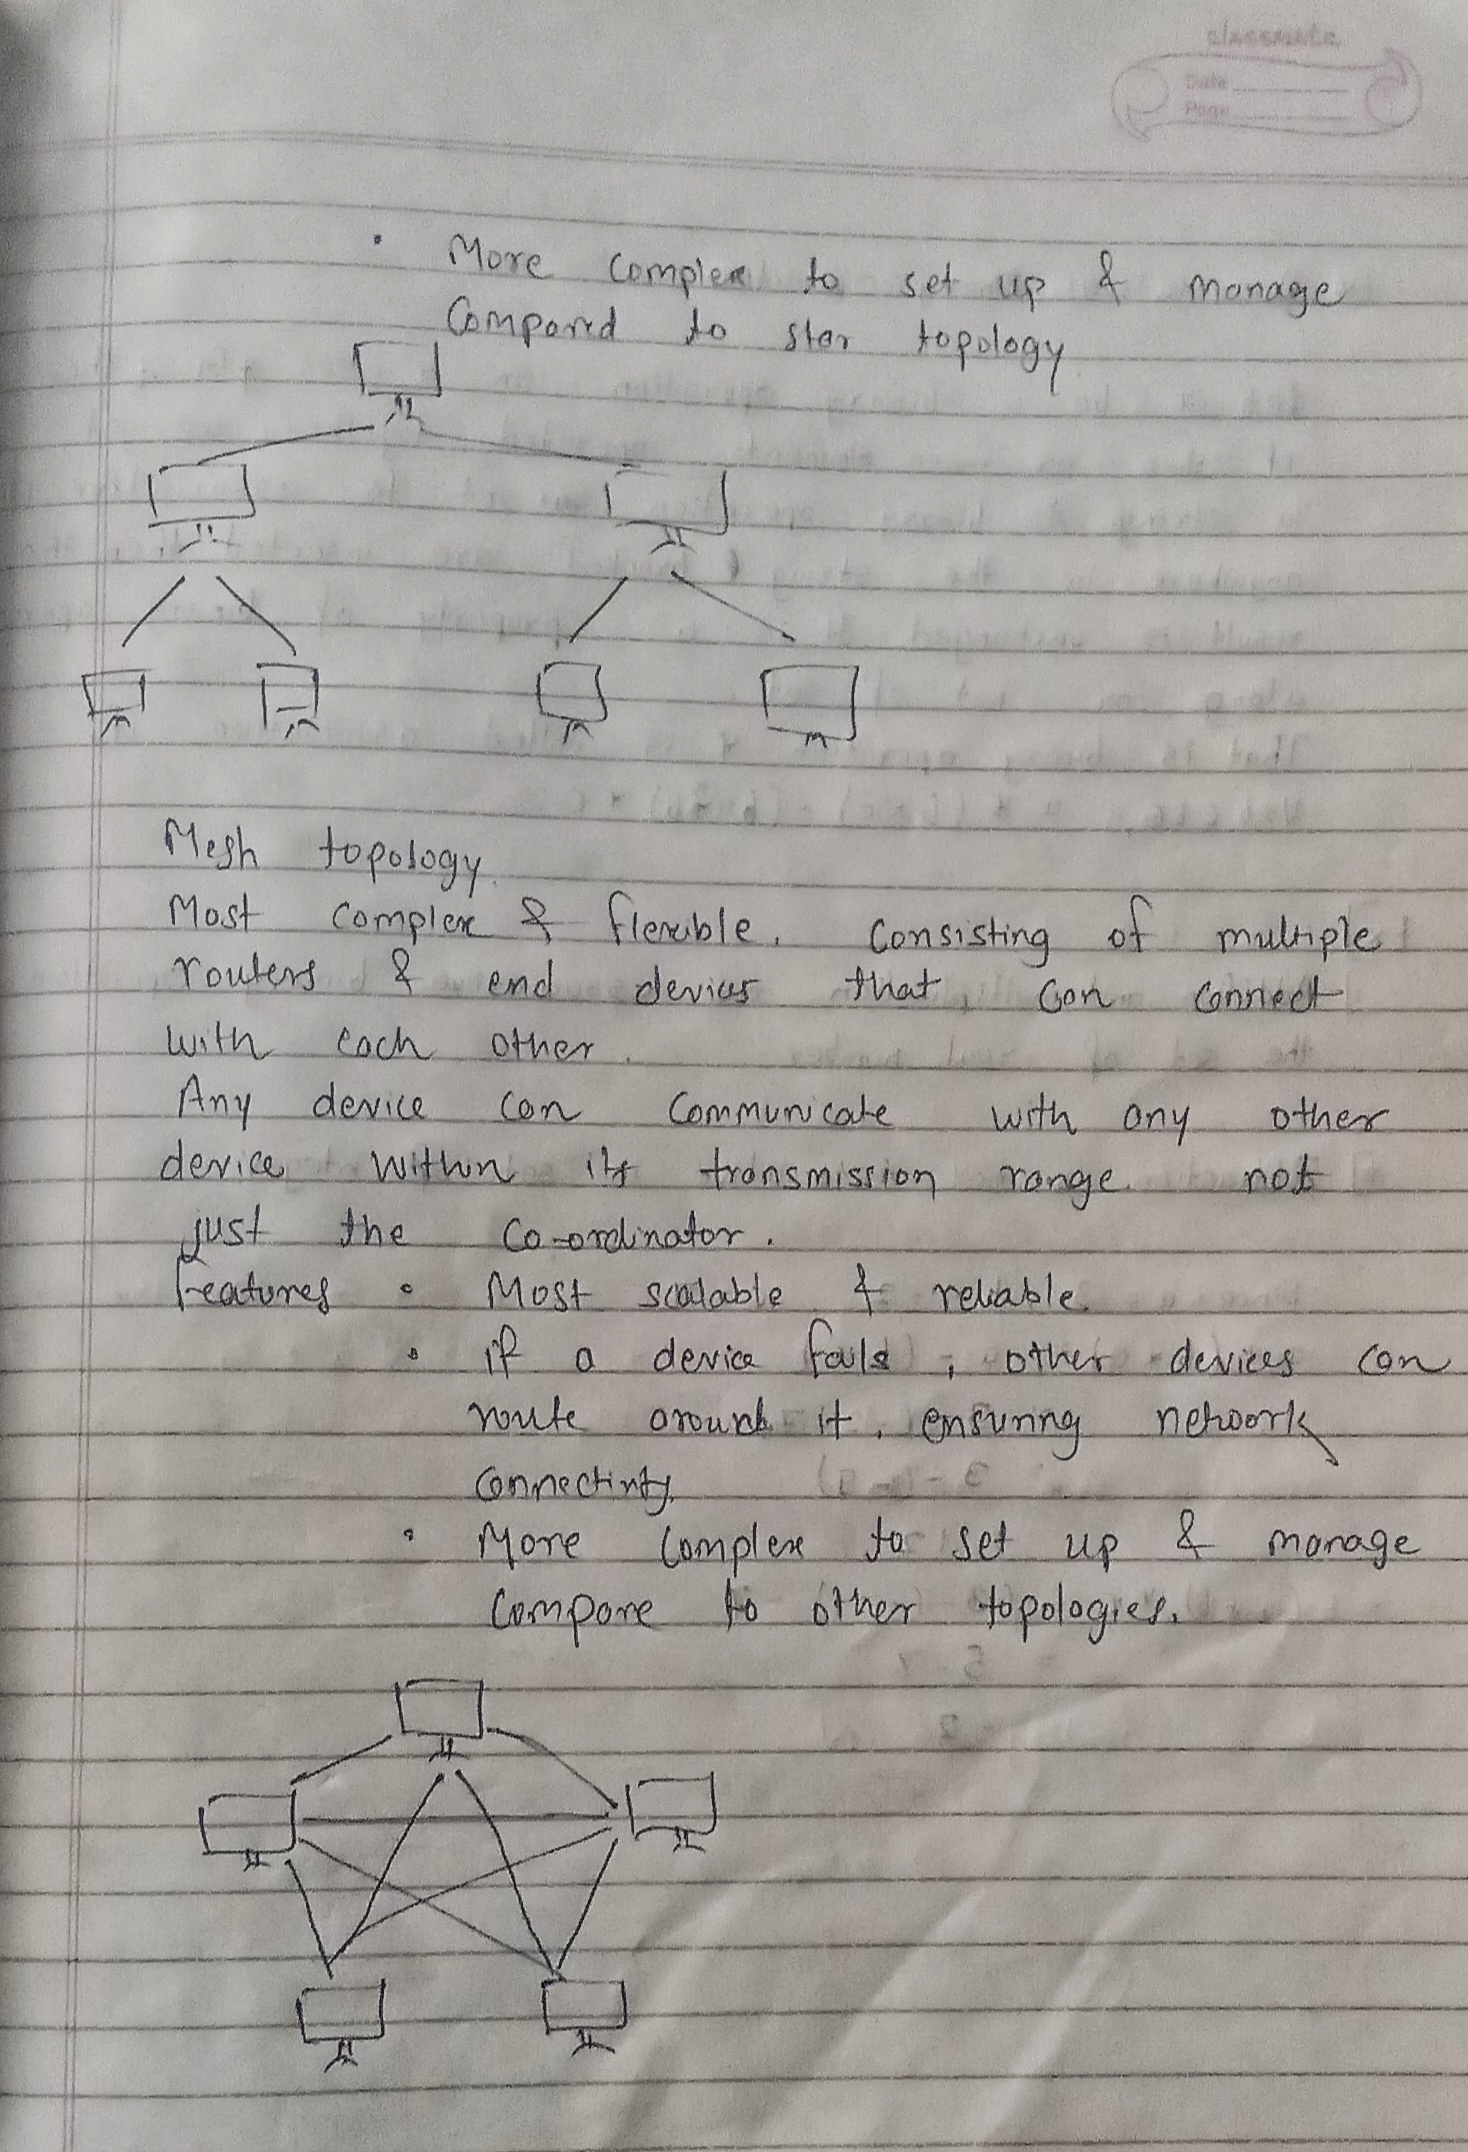 classmate
Date
Page
• More complex to set up & manage
Compared to star topology
Mesh topology
Most complex & flexible. Consisting of multiple
routers & end devices that can connect
with each other.
Any device can communicate with any other
device within its transmission range. not
just the co-ordinator.
Features • Most scalable & reliable.
• if a device fails, other devices can
route around it, ensuring network
connectivity.
• More complex to set up & manage
compare to other topologies.